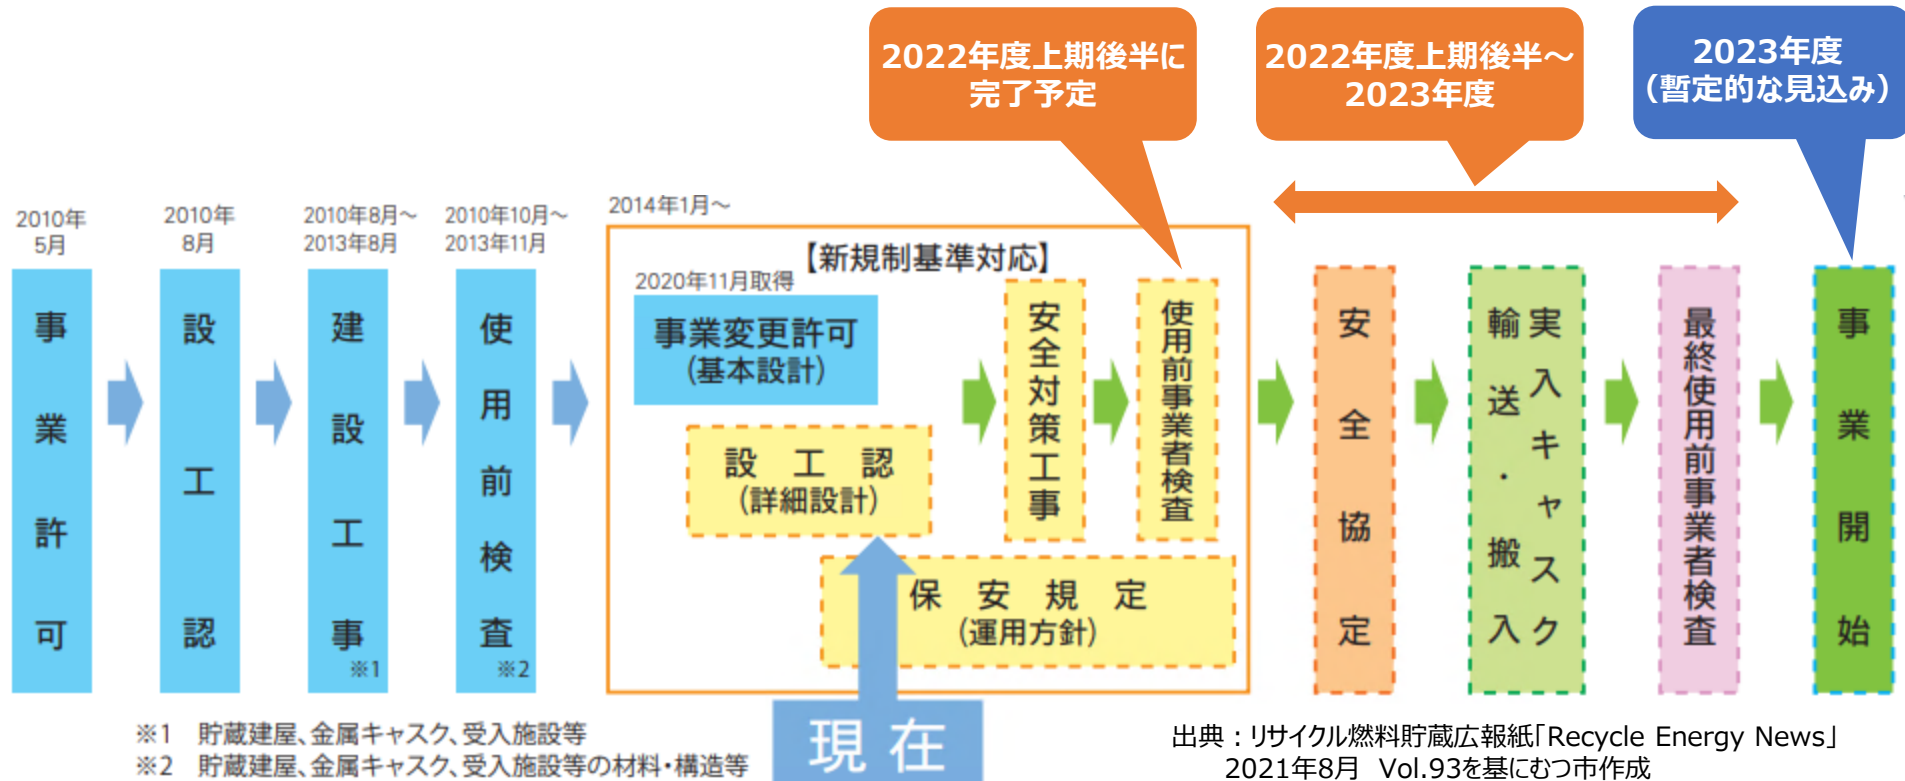 2022年度上期後半に
完了予定
2022年度上期後半～
2023年度
2023年度
（暫定的な見込み）
2010年
5月
2010年
8月
2010年8月～
2013年8月
2010年10月～
2013年11月
2014年1月～
【新規制基準対応】
2020年11月取得
事業許可
設工認
建設工事
※1
使用前検査
※2
事業変更許可
(基本設計)
設工認
(詳細設計)
保安規定
(運用方針)
安全対策工事
使用前事業者検査
安全協定
実入キャスク
輸送・搬入
最終使用前事業者検査
事業開始
現在
※1 貯蔵建屋、金属キャスク、受入施設等
※2 貯蔵建屋、金属キャスク、受入施設等の材料・構造等
出典：リサイクル燃料貯蔵広報紙「Recycle Energy News」
2021年8月 Vol.93を基にむつ市作成